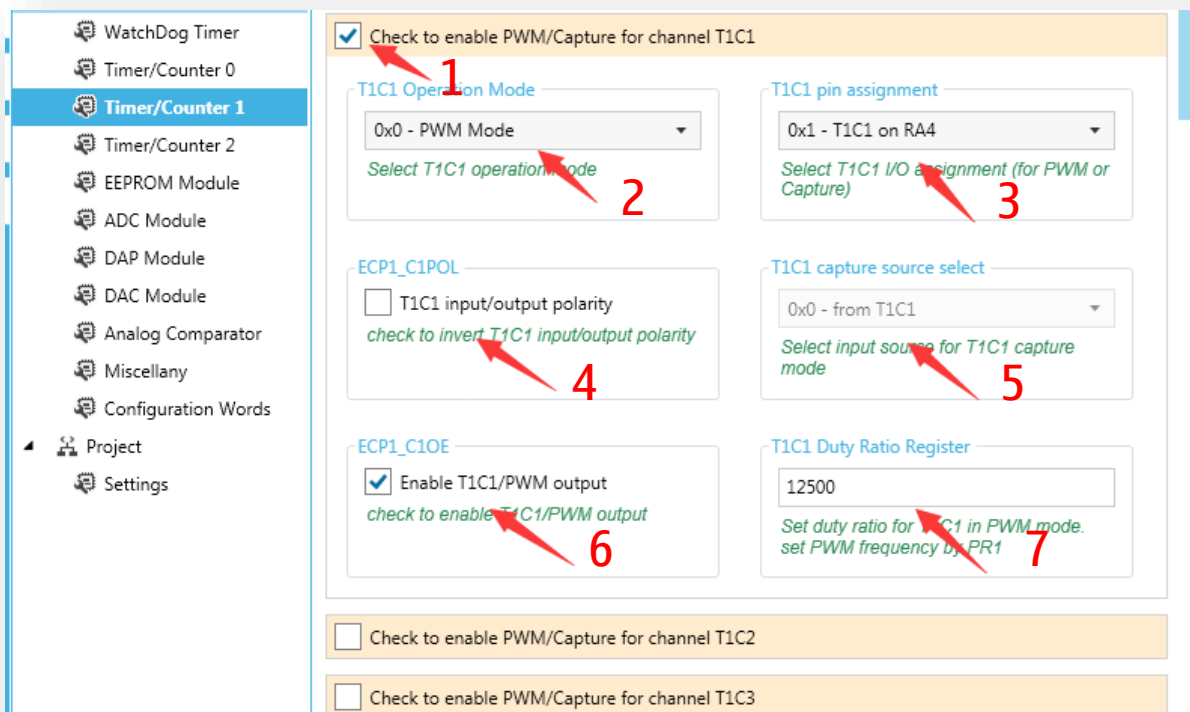 WatchDog Timer
Timer/Counter 0
Timer/Counter 1
Timer/Counter 2
EEPROM Module
ADC Module
DAP Module
DAC Module
Analog Comparator
Miscellany
Configuration Words
Project
Settings
Check to enable PWM/Capture for channel T1C1
1
T1C1 Operation Mode
0x0 - PWM Mode
Select T1C1 operation mode
2
T1C1 pin assignment
0x1 - T1C1 on RA4
Select T1C1 I/O assignment (for PWM or
Capture)
3
ECP1_C1POL
T1C1 input/output polarity
check to invert T1C1 input/output polarity
4
T1C1 capture source select
0x0 - from T1C1
Select input source for T1C1 capture
mode
5
ECP1_C1OE
Enable T1C1/PWM output
check to enable T1C1/PWM output
6
T1C1 Duty Ratio Register
12500
Set duty ratio for T1C1 in PWM mode.
set PWM frequency by PR1
7
Check to enable PWM/Capture for channel T1C2
Check to enable PWM/Capture for channel T1C3